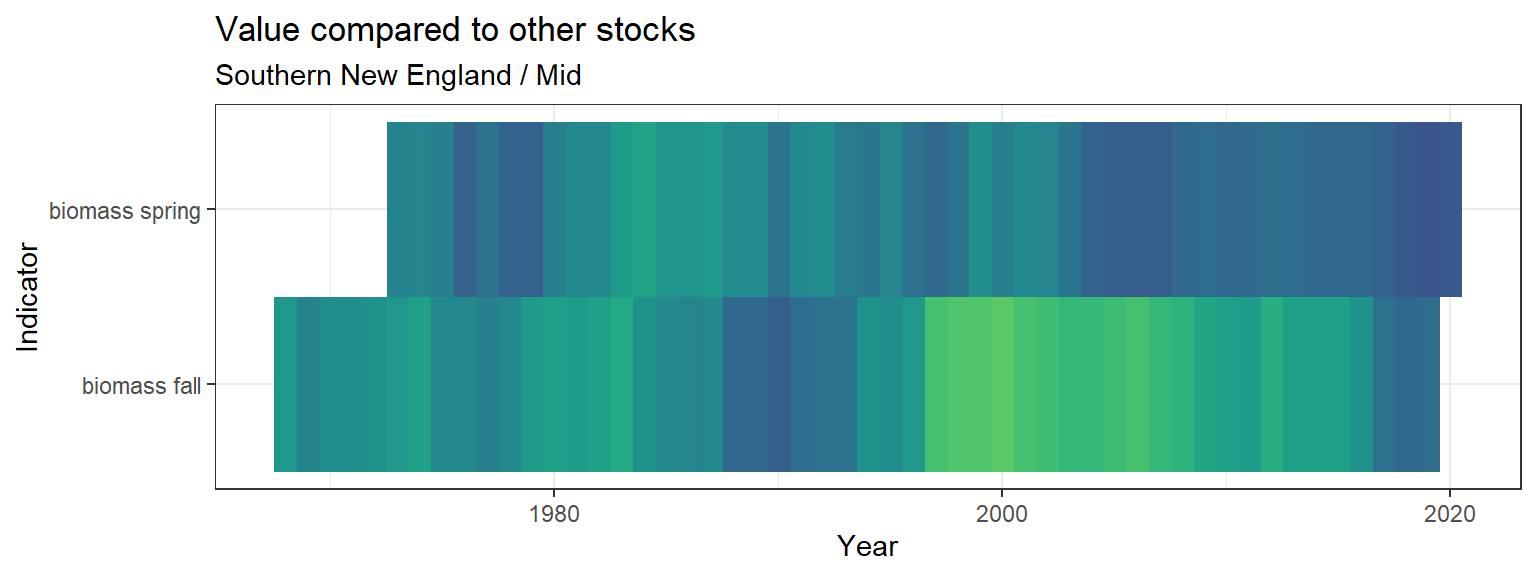 Value compared to other stocks
Southern New England / Mid
Indicator
biomass spring
biomass fall
1980
2000
2020
Year